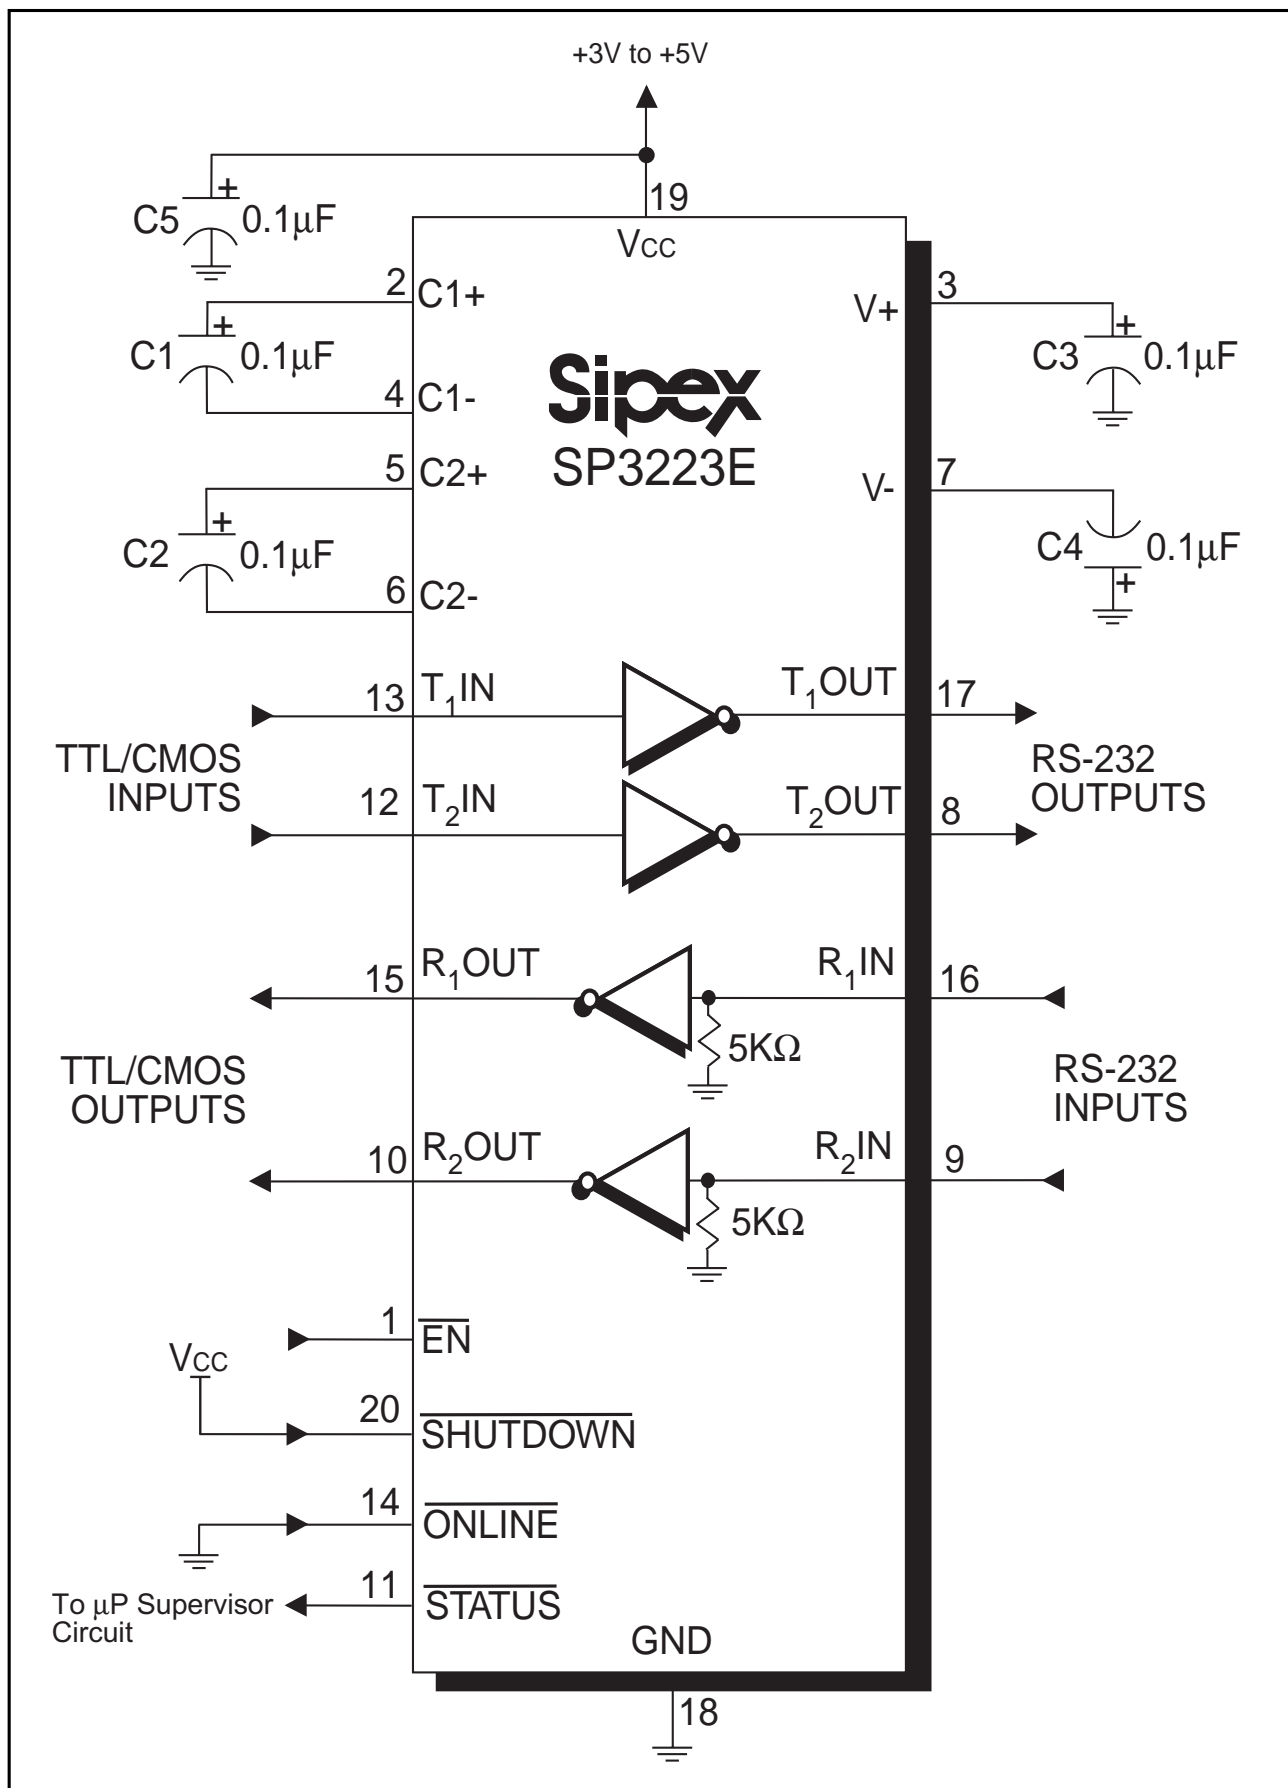 +3V to +5V
19
VCC
C5
+
0.1μF
2
C1+
C1
+
0.1μF
4
C1-
5
C2+
C2
+
0.1μF
6
C2-
Sipex
SP3223E
V+
3
C3
+
0.1μF
V-
7
C4
0.1μF
+
13
T1IN
T1OUT
17
TTL/CMOS
INPUTS
RS-232
OUTPUTS
12
T2IN
T2OUT
8
15
R1OUT
R1IN
16
5KΩ
TTL/CMOS
OUTPUTS
RS-232
INPUTS
10
R2OUT
R2IN
9
5KΩ
1
EN
VCC
20
SHUTDOWN
14
ONLINE
11
STATUS
To μP Supervisor
Circuit
GND
18